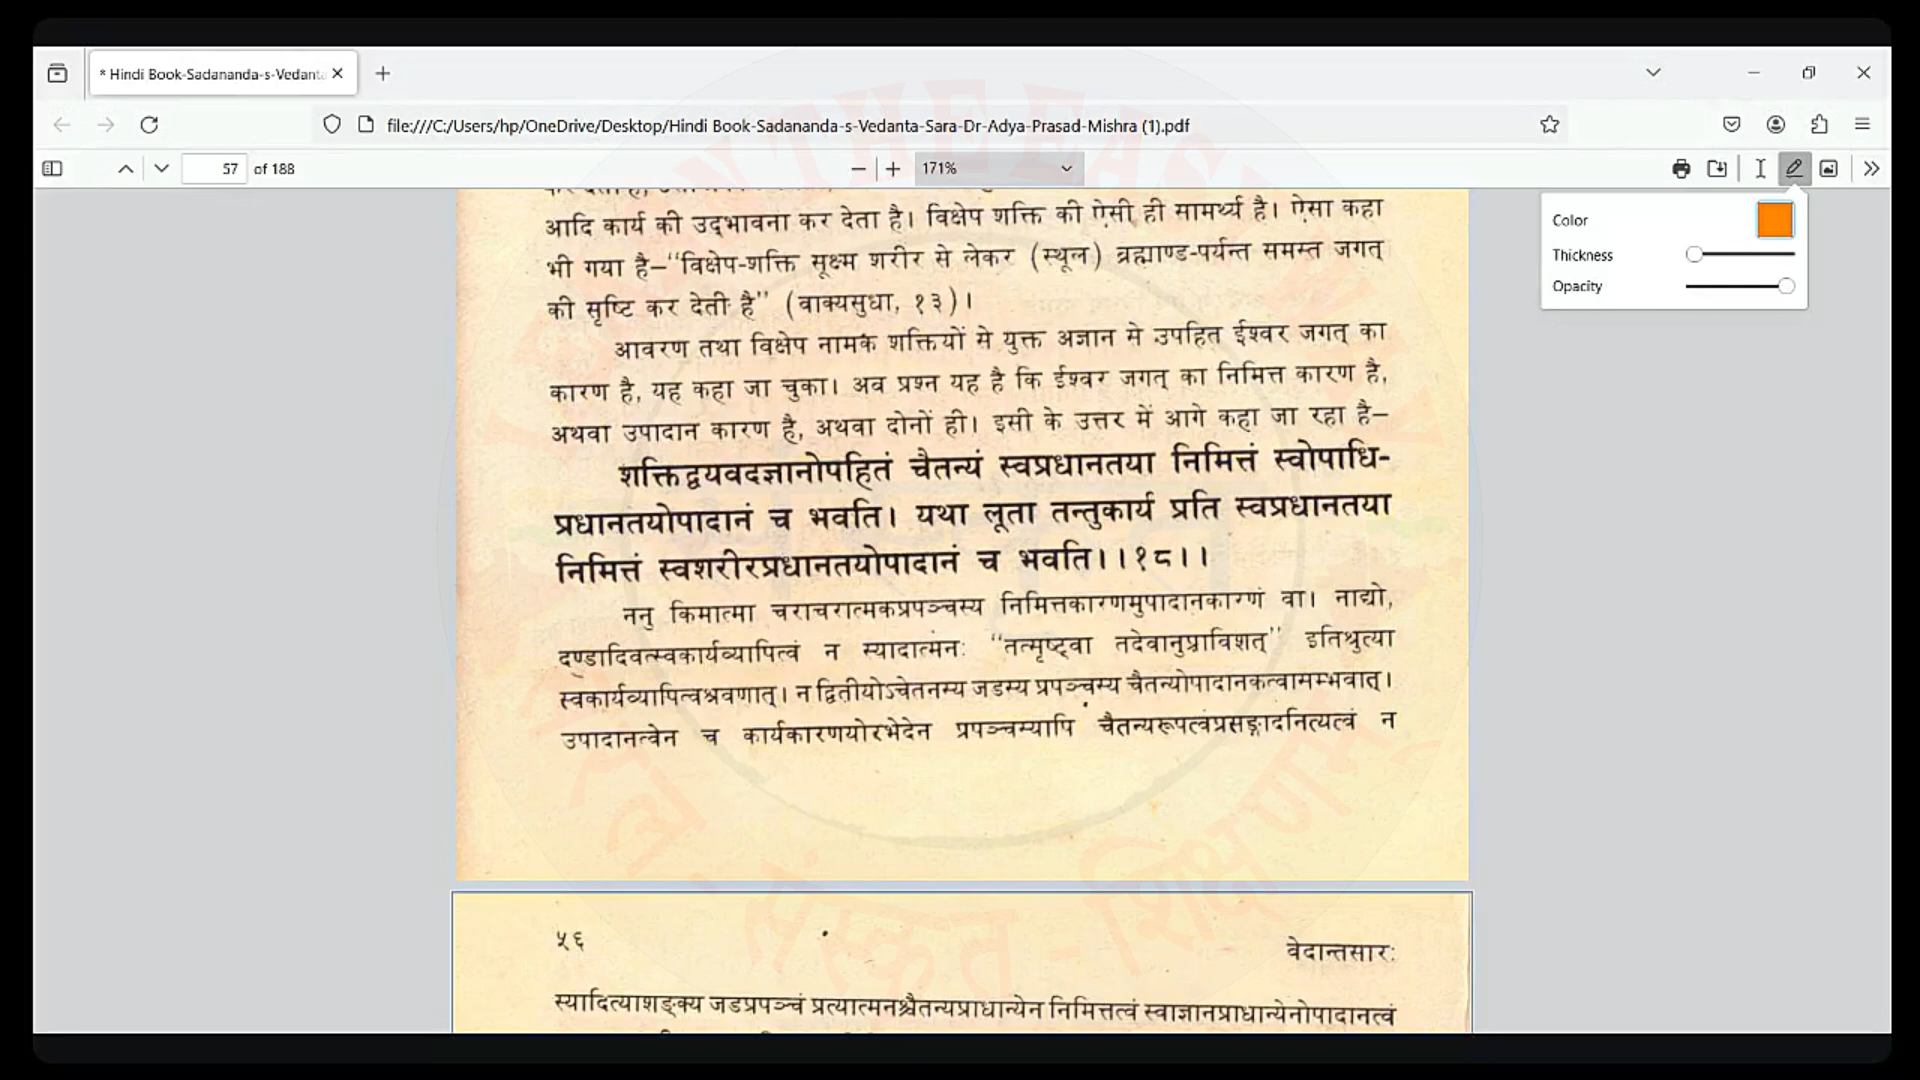 * Hindi Book-Sadananda-s-Vedanta
file:///C:/Users/hp/OneDrive/Desktop/Hindi Book-Sadananda-s-Vedanta-Sara-Dr-Adya-Prasad-Mishra (1).pdf
57 of 188
171%
Color
Thickness
Opacity
आदि कार्य की उद्‌भावना कर देता है। विक्षेप शक्ति की ऐसी ही सामर्थ्य है। ऐसा कहा
भी गया है–"विक्षेप-शक्ति सूक्ष्म शरीर से लेकर (स्थूल) ब्रह्माण्ड-पर्यन्त समस्त जगत्
की सृष्टि कर देती है" (वाक्यसुधा, १३)।
आवरण तथा विक्षेप नामक शक्तियों से युक्त अज्ञान से उपहित ईश्वर जगत् का
कारण है, यह कहा जा चुका। अब प्रश्न यह है कि ईश्वर जगत् का निमित्त कारण है,
अथवा उपादान कारण है, अथवा दोनों ही। इसी के उत्तर में आगे कहा जा रहा है–
शक्तिद्वयवदज्ञानोपहितं चैतन्यं स्वप्रधानतया निमित्तं स्वोपाधि-
प्रधानतयोपादानं च भवति। यथा लूता तन्तुकार्य प्रति स्वप्रधानतया
निमित्तं स्वशरीरप्रधानतयोपादानं च भवति।।१८।।
ननु किमात्मा चराचरात्मकप्रपञ्चस्य निमित्तकारणमुपादानकारणं वा। नाद्यो,
दण्डादिवत्स्वकार्यव्यापित्वं न स्यादात्मनः "तत्सृष्ट्वा तदेवानुप्राविशत्" इतिश्रुत्या
स्वकार्यव्यापित्वश्रवणात्। न द्वितीयोऽचेतनस्य जडस्य प्रपञ्चस्य चैतन्योपादानकत्वासम्भवात्।
उपादानत्वेन च कार्यकारणयोरभेदेन प्रपञ्चस्यापि चैतन्यरूपत्वप्रसङ्गादनित्यत्वं न
५६
वेदान्तसारः
स्यादित्याशङ्क्य जडप्रपञ्चं प्रत्यात्मनश्चैतन्यप्राधान्येन निमित्तत्वं स्वाज्ञानप्राधान्येनोपादानत्वं